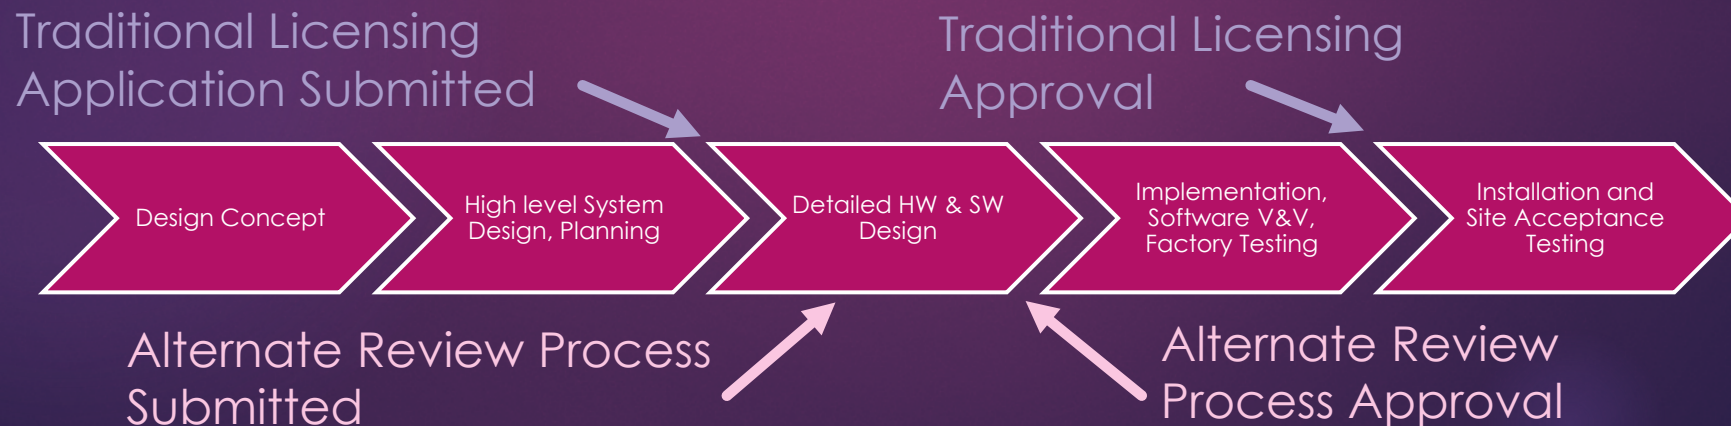 Traditional Licensing
Application Submitted
Traditional Licensing
Approval
Design Concept
High level System
Design, Planning
Detailed HW & SW
Design
Implementation,
Software V&V,
Factory Testing
Installation and
Site Acceptance
Testing
Alternate Review Process
Submitted
Alternate Review
Process Approval